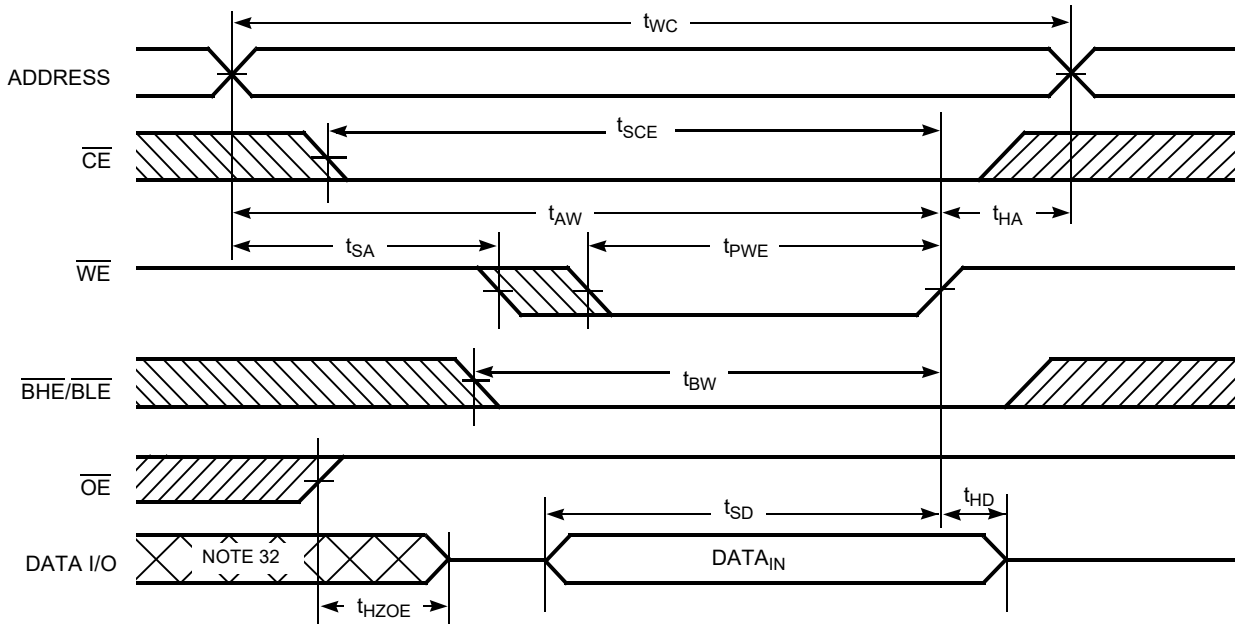 tWC
ADDRESS
tSCE
CE
tAW
tHA
tSA
tPWE
WE
tBW
BHE/BLE
OE
tSD
tHD
DATA I/O
NOTE 32
DATAIN
tHZOE